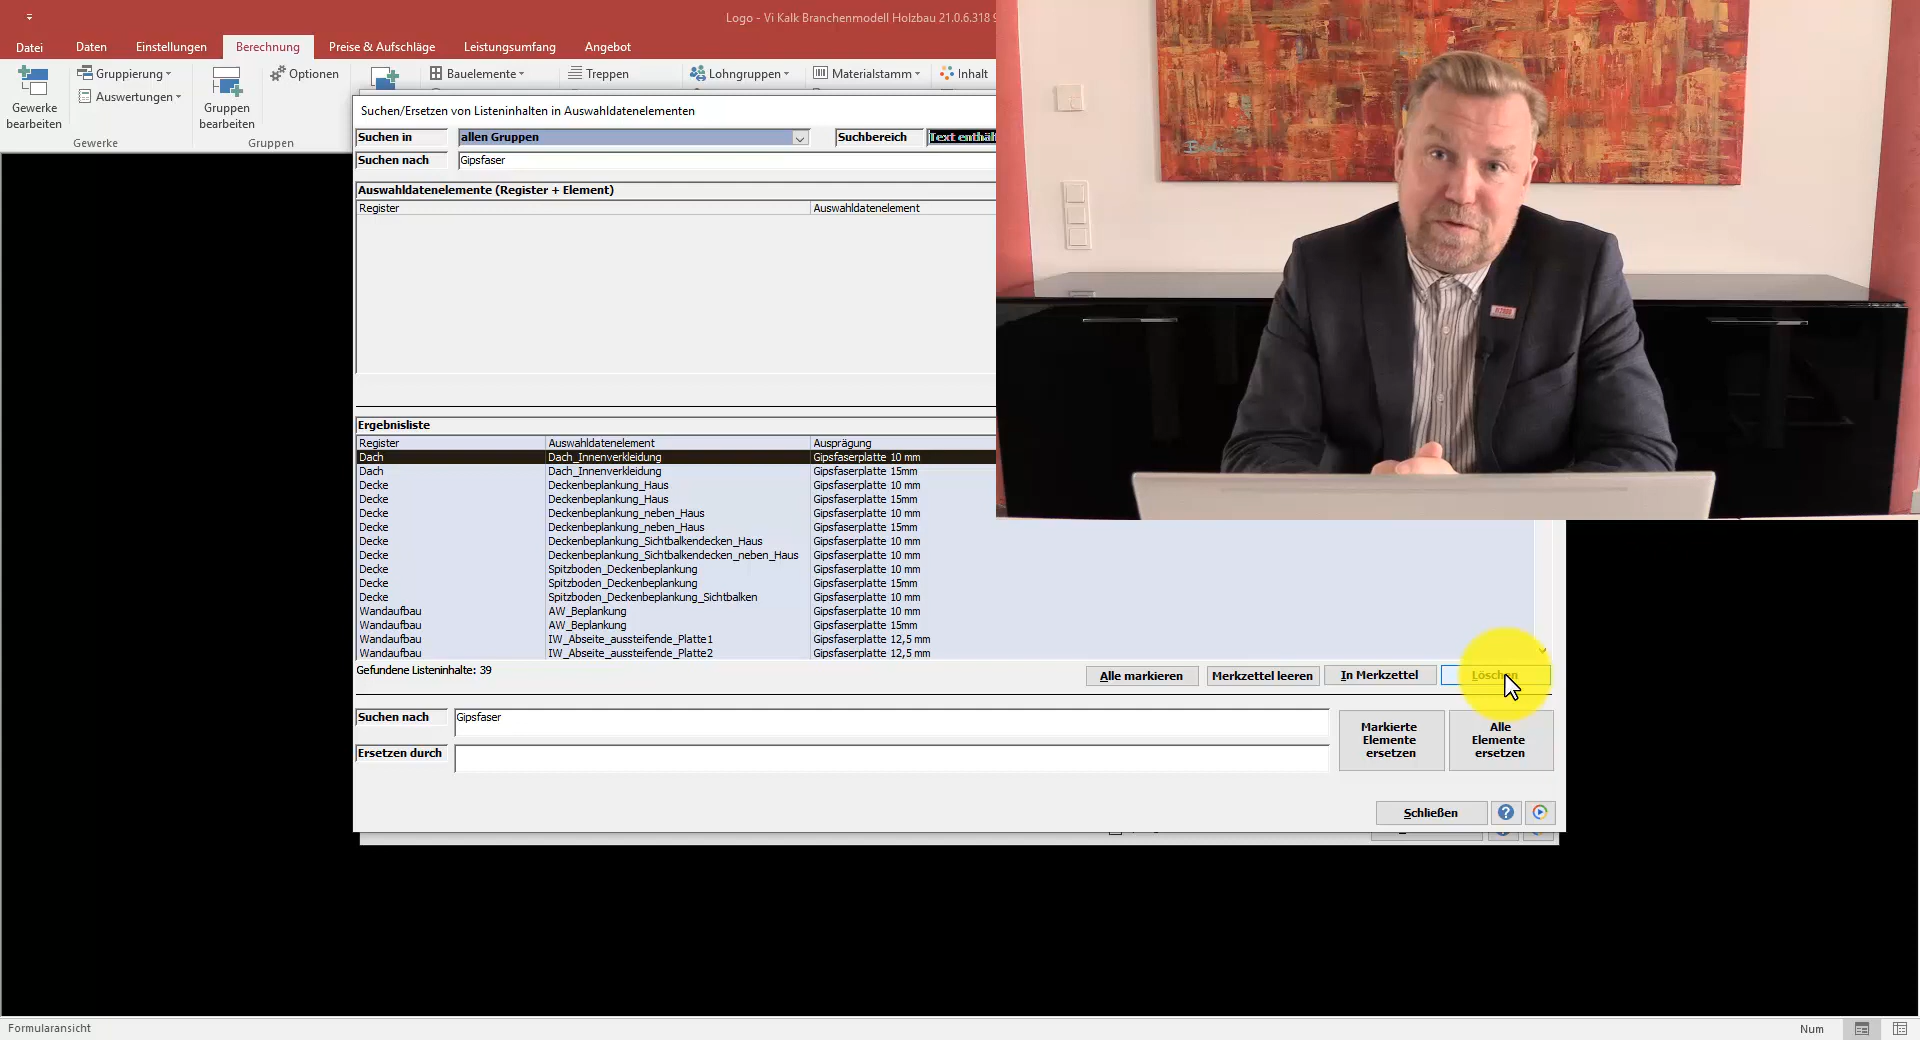 Logo - Vi Kalk Branchenmodell Holzbau 21.0.6.318 9
Datei Daten Einstellungen Berechnung Preise & Aufschläge Leistungsumfang Angebot
Gewerke bearbeiten
Gruppierung
Auswertungen
Gewerke
Gruppen bearbeiten
Optionen
Gruppen
Bauelemente
Treppen
Lohngruppen
Materialstamm
Inhalt
Suchen/Ersetzen von Listeninhalten in Auswahldatenelementen
Suchen in allen Gruppen Suchbereich Text enthäl
Suchen nach Gipsfaser
Auswahldatenelemente (Register + Element)
Register Auswahldatenelement
Ergebnisliste
Register Auswahldatenelement Ausprägung
Dach Dach_Innenverkleidung Gipsfaserplatte 10 mm
Dach Dach_Innenverkleidung Gipsfaserplatte 15mm
Decke Deckenbeplankung_Haus Gipsfaserplatte 10 mm
Decke Deckenbeplankung_Haus Gipsfaserplatte 15mm
Decke Deckenbeplankung_neben_Haus Gipsfaserplatte 10 mm
Decke Deckenbeplankung_neben_Haus Gipsfaserplatte 15mm
Decke Deckenbeplankung_Sichtbalkendecken_Haus Gipsfaserplatte 10 mm
Decke Deckenbeplankung_Sichtbalkendecken_neben_Haus Gipsfaserplatte 10 mm
Decke Spitzboden_Deckenbeplankung Gipsfaserplatte 10 mm
Decke Spitzboden_Deckenbeplankung Gipsfaserplatte 15mm
Decke Spitzboden_Deckenbeplankung_Sichtbalken Gipsfaserplatte 10 mm
Wandaufbau AW_Beplankung Gipsfaserplatte 10 mm
Wandaufbau AW_Beplankung Gipsfaserplatte 15mm
Wandaufbau IW_Abseite_aussteifende_Platte1 Gipsfaserplatte 12,5 mm
Wandaufbau IW_Abseite_aussteifende_Platte2 Gipsfaserplatte 12,5 mm
Gefundene Listeninhalte: 39
Alle markieren Merkzettel leeren In Merkzettel Löschen
Suchen nach Gipsfaser
Ersetzen durch
Markierte Elemente ersetzen
Alle Elemente ersetzen
Schließen
Formularansicht Num